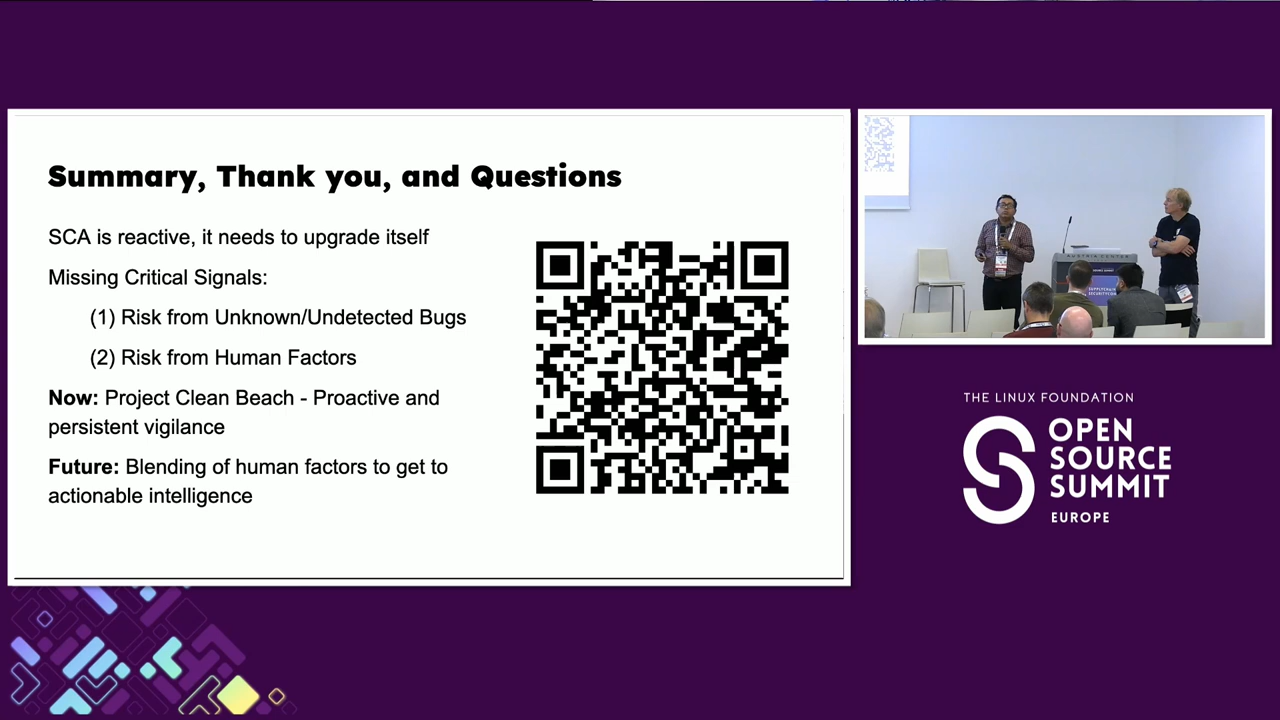 Summary, Thank you, and Questions
SCA is reactive, it needs to upgrade itself
Missing Critical Signals:
(1) Risk from Unknown/Undetected Bugs
(2) Risk from Human Factors
Now: Project Clean Beach - Proactive and
persistent vigilance
Future: Blending of human factors to get to
actionable intelligence
AUSTRIA CENTER
THE LINUX FOUNDATION
OPEN
SOURCE
SUMMIT
EUROPE